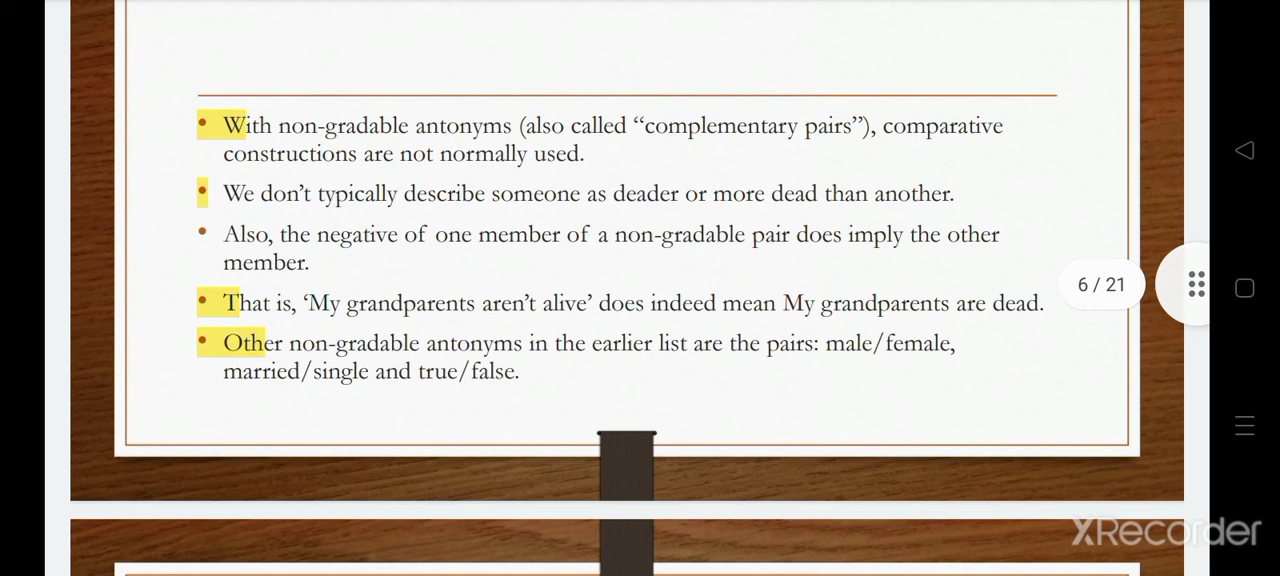 • With non-gradable antonyms (also called “complementary pairs”), comparative
constructions are not normally used.
• We don’t typically describe someone as deader or more dead than another.
• Also, the negative of one member of a non-gradable pair does imply the other
member.
• That is, ‘My grandparents aren’t alive’ does indeed mean My grandparents are dead.
• Other non-gradable antonyms in the earlier list are the pairs: male/female,
married/single and true/false.
6 / 21
XRecorder